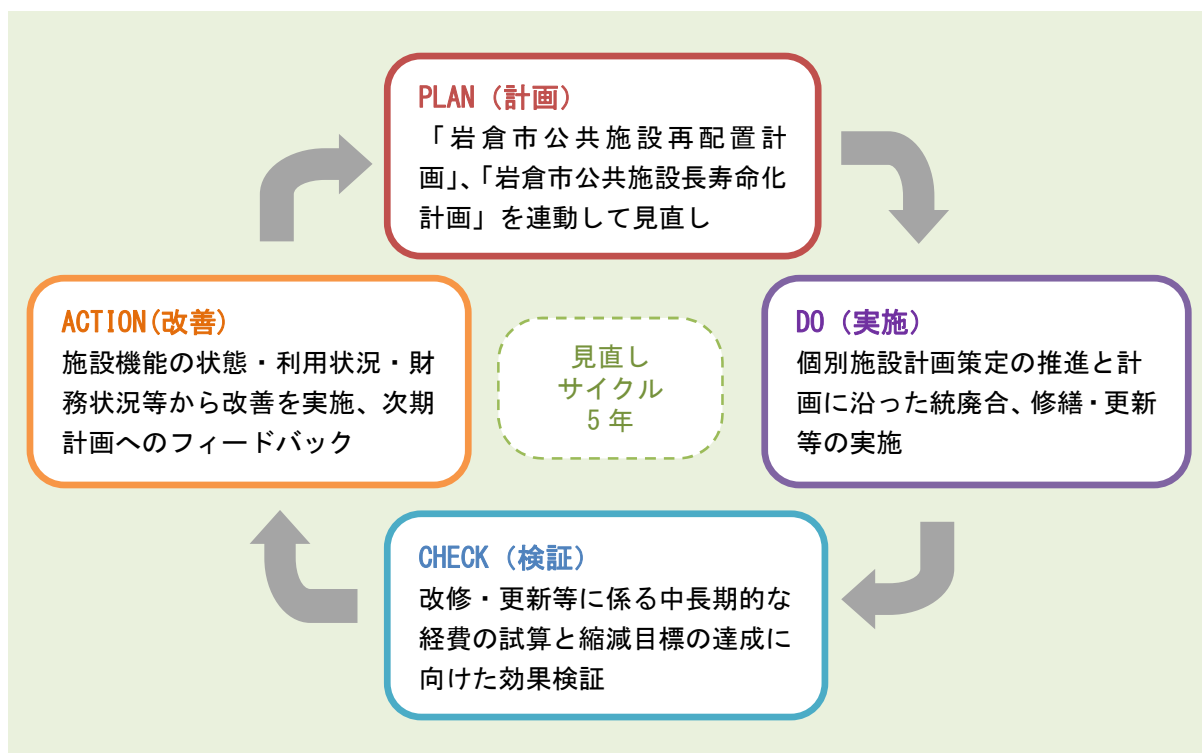 PLAN（計画）
「岩倉市公共施設再配置計
画」、「岩倉市公共施設長寿命化
計画」を連動して見直し
ACTION(改善)
施設機能の状態・利用状況・財
務状況等から改善を実施、次期
計画へのフィードバック
見直し
サイクル
5 年
DO（実施）
個別施設計画策定の推進と計
画に沿った統廃合、修繕・更新
等の実施
CHECK（検証）
改修・更新等に係る中長期的な
経費の試算と縮減目標の達成に
向けた効果検証